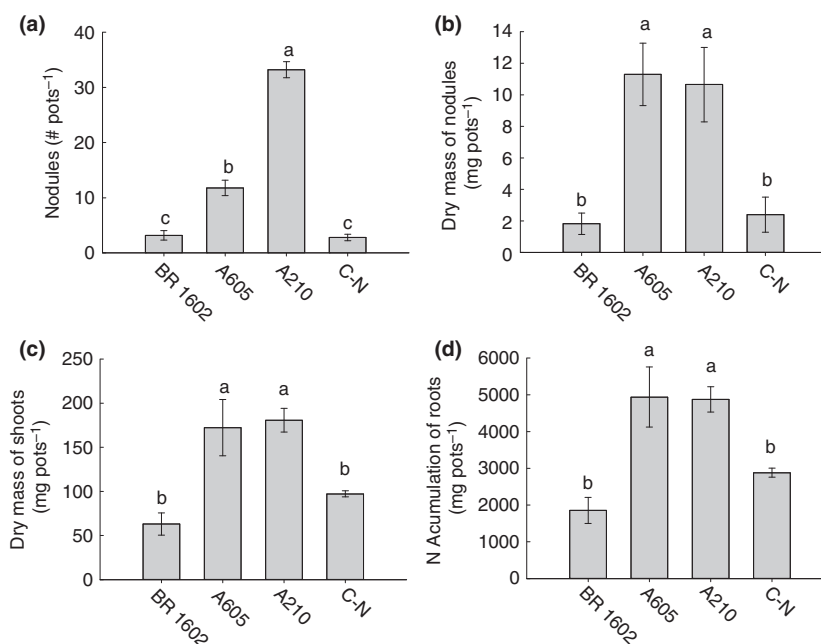 (a)
Nodules (# pots⁻¹)
40
30
20
10
0
c
b
a
c
BR 1602
A605
A210
C-N
(b)
Dry mass of nodules
(mg pots⁻¹)
14
12
10
8
6
4
2
0
b
a
a
b
BR 1602
A605
A210
C-N
(c)
Dry mass of shoots
(mg pots⁻¹)
250
200
150
100
50
0
b
a
a
b
BR 1602
A605
A210
C-N
(d)
N Acumulation of roots
(mg pots⁻¹)
6000
5000
4000
3000
2000
1000
0
b
a
a
b
BR 1602
A605
A210
C-N